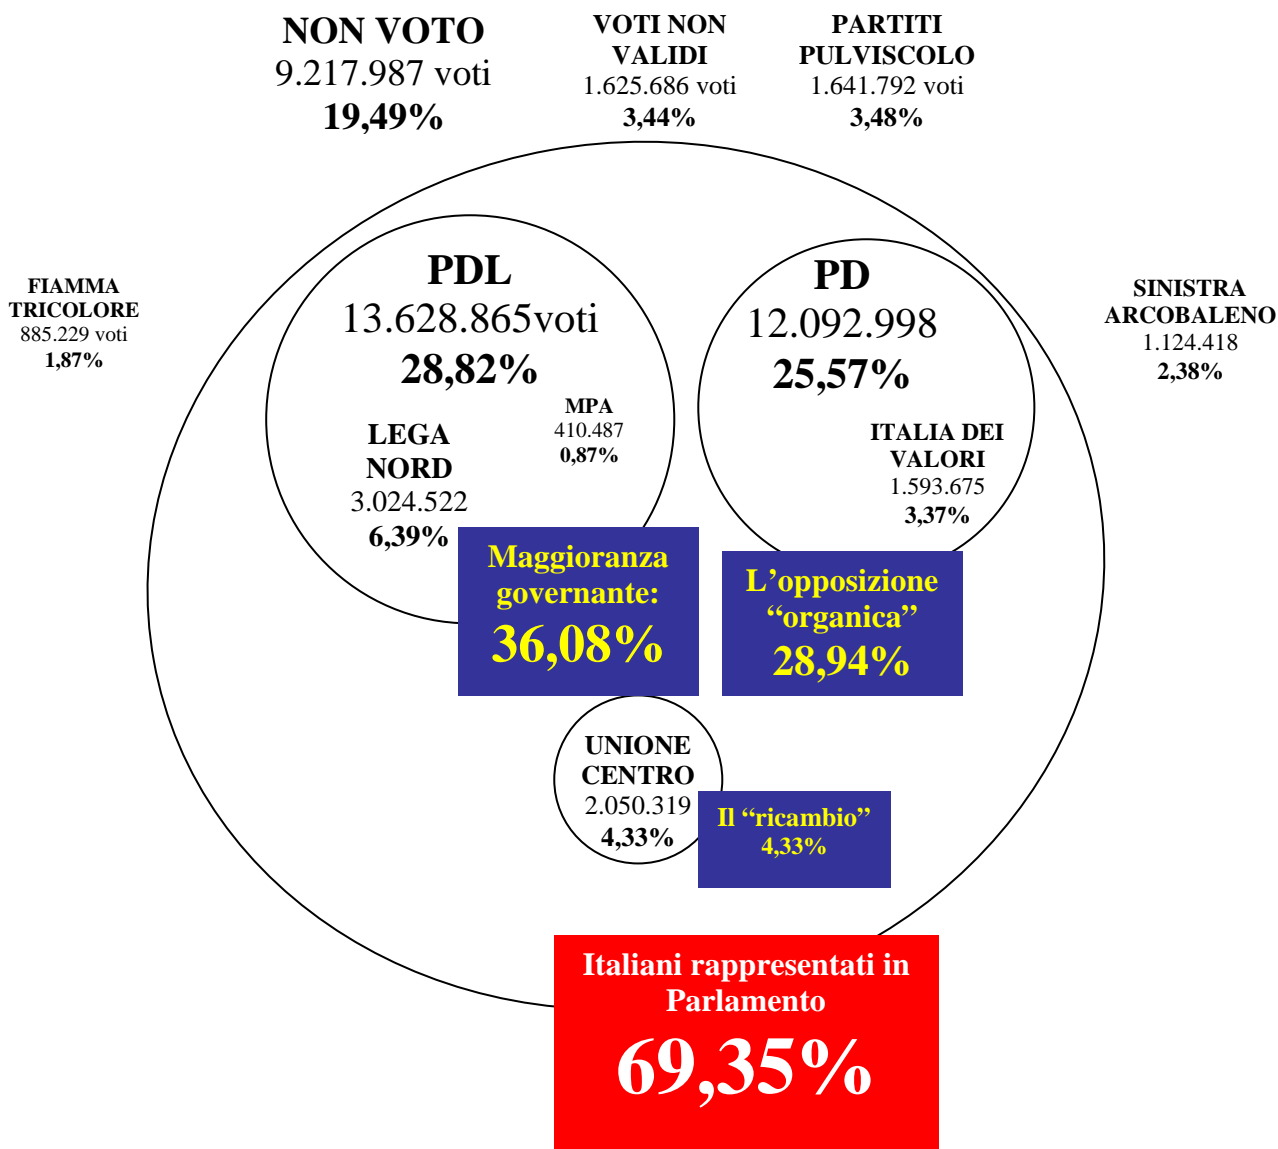 NON VOTO
9.217.987 voti
19,49%
VOTI NON
VALIDI
1.625.686 voti
3,44%
PARTITI
PULVISCOLO
1.641.792 voti
3,48%
FIAMMA
TRICOLORE
885.229 voti
1,87%
PDL
13.628.865voti
28,82%
MPA
410.487
0,87%
LEGA
NORD
3.024.522
6,39%
PD
12.092.998
25,57%
ITALIA DEI
VALORI
1.593.675
3,37%
SINISTRA
ARCOBALENO
1.124.418
2,38%
Maggioranza
governante:
36,08%
L’opposizione
“organica”
28,94%
UNIONE
CENTRO
2.050.319
4,33%
Il “ricambio”
4,33%
Italiani rappresentati in
Parlamento
69,35%